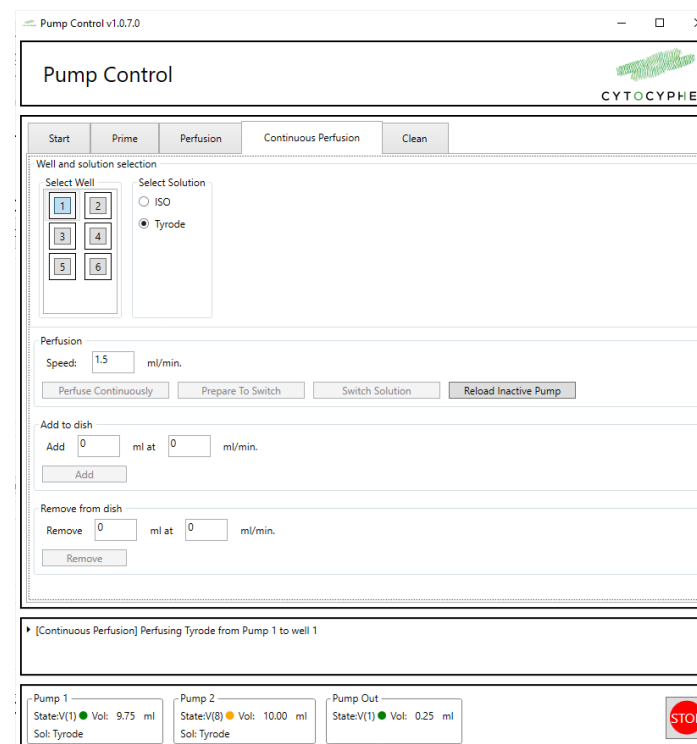 Pump Control v1.0.7.0
Pump Control
CYTOCYPHE
Start Prime Perfusion Continuous Perfusion Clean
Well and solution selection
Select Well Select Solution
1 2 ISO
Tyrode
3 4
5 6
Perfusion
Speed: 1.5 ml/min.
Perfuse Continuously Prepare To Switch Switch Solution Reload Inactive Pump
Add to dish
Add 0 ml at 0 ml/min.
Add
Remove from dish
Remove 0 ml at 0 ml/min.
Remove
[Continuous Perfusion] Perfusing Tyrode from Pump 1 to well 1
Pump 1 Pump 2 Pump Out
State:V(1) Vol: 9.75 ml State:V(8) Vol: 10.00 ml State:V(1) Vol: 0.25 ml
STO
Sol: Tyrode Sol: Tyrode